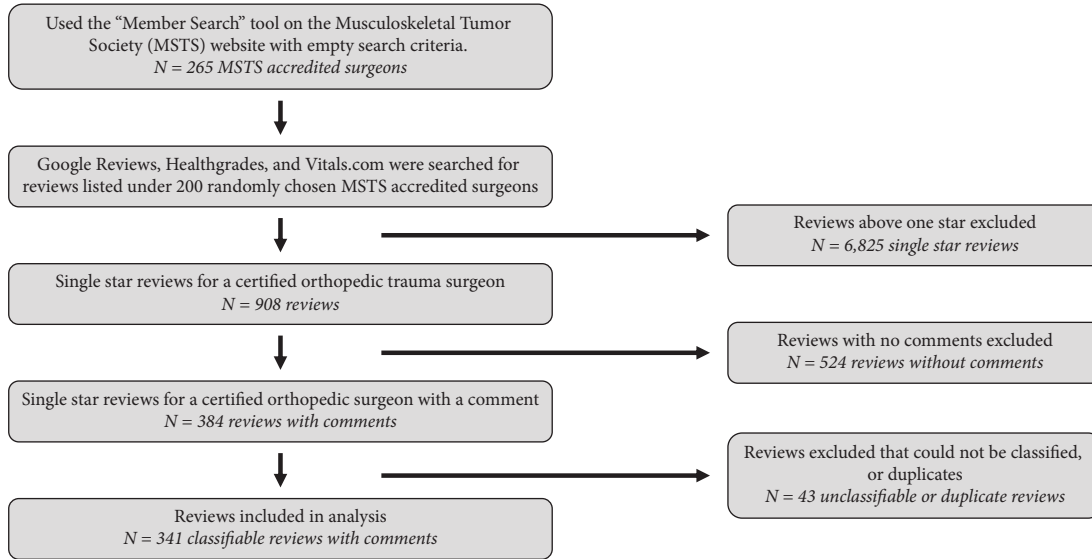 Used the “Member Search” tool on the Musculoskeletal Tumor
Society (MSTS) website with empty search criteria.
N = 265 MSTS accredited surgeons
Google Reviews, Healthgrades, and Vitals.com were searched for
reviews listed under 200 randomly chosen MSTS accredited surgeons
Reviews above one star excluded
N = 6,825 single star reviews
Single star reviews for a certified orthopedic trauma surgeon
N = 908 reviews
Reviews with no comments excluded
N = 524 reviews without comments
Single star reviews for a certified orthopedic surgeon with a comment
N = 384 reviews with comments
Reviews excluded that could not be classified,
or duplicates
N = 43 unclassifiable or duplicate reviews
Reviews included in analysis
N = 341 classifiable reviews with comments